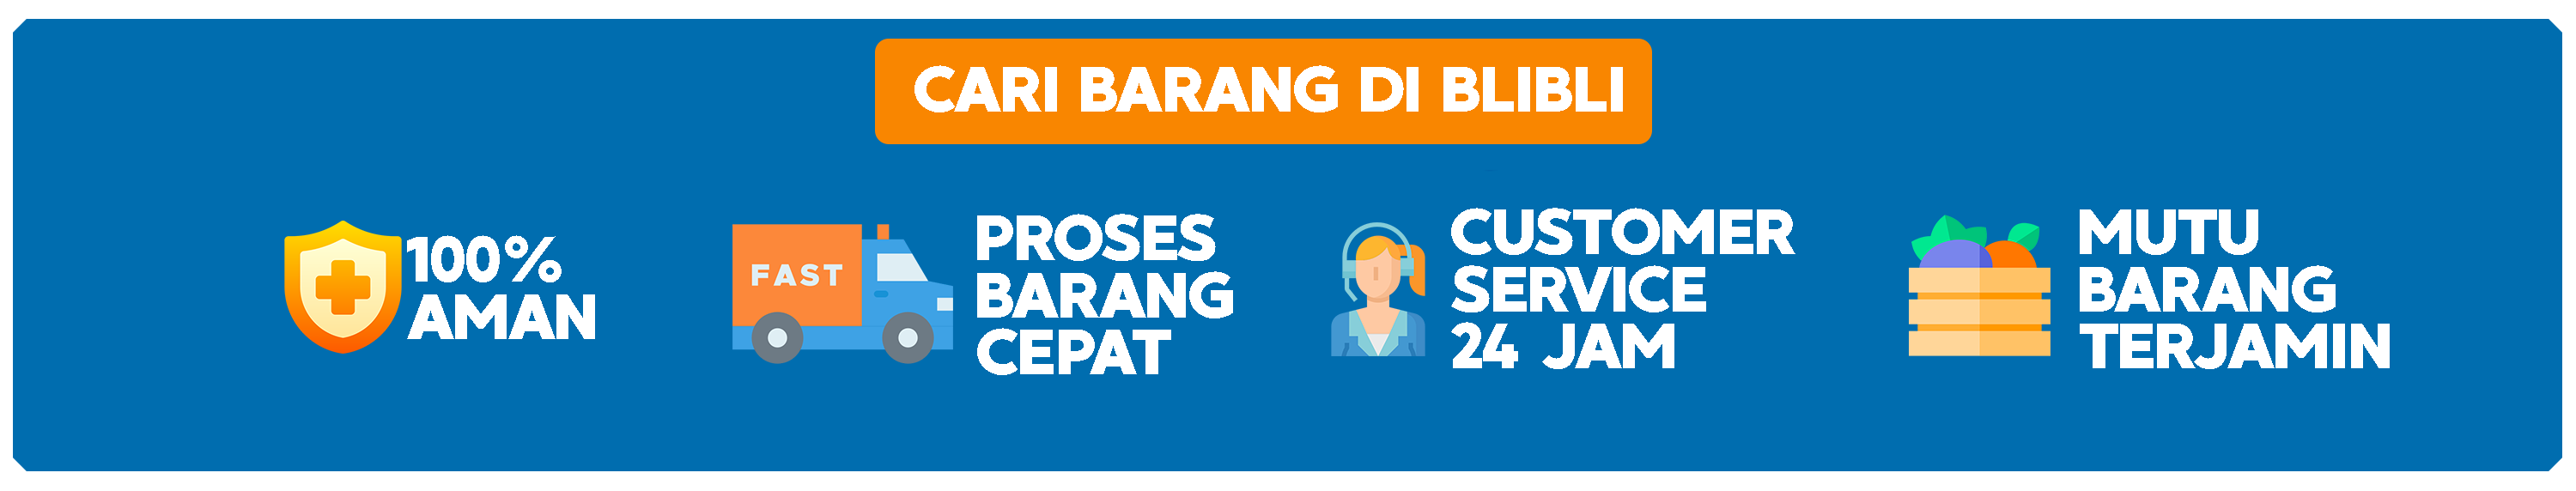 CARI BARANG DI BLIBLI
100%
AMAN
FAST
PROSES
BARANG
CEPAT
CUSTOMER
SERVICE
24 JAM
MUTU
BARANG
TERJAMIN